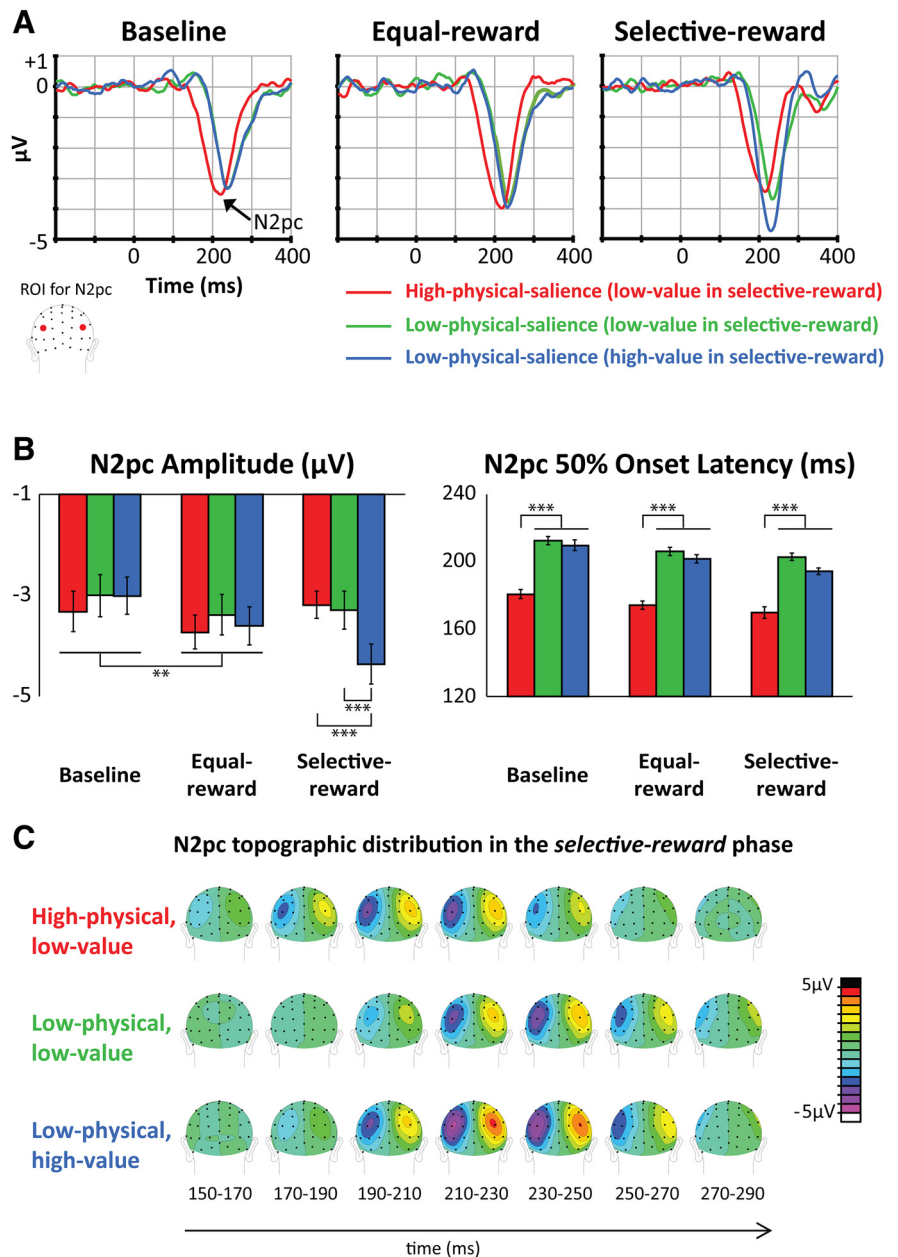 A
Baseline
Equal-reward
Selective-reward
+1
0
µV
-5
N2pc
0 200 400
0 200 400
0 200 400
Time (ms)
ROI for N2pc
High-physical-salience (low-value in selective-reward)
Low-physical-salience (low-value in selective-reward)
Low-physical-salience (high-value in selective-reward)
B
N2pc Amplitude (µV)
-1
-3
-5
**
***
***
Baseline
Equal-
reward
Selective-
reward
N2pc 50% Onset Latency (ms)
240
200
160
120
***
***
***
Baseline
Equal-
reward
Selective-
reward
C
N2pc topographic distribution in the selective-reward phase
High-physical,
low-value
Low-physical,
low-value
Low-physical,
high-value
5µV
-5µV
150-170 170-190 190-210 210-230 230-250 250-270 270-290
time (ms)